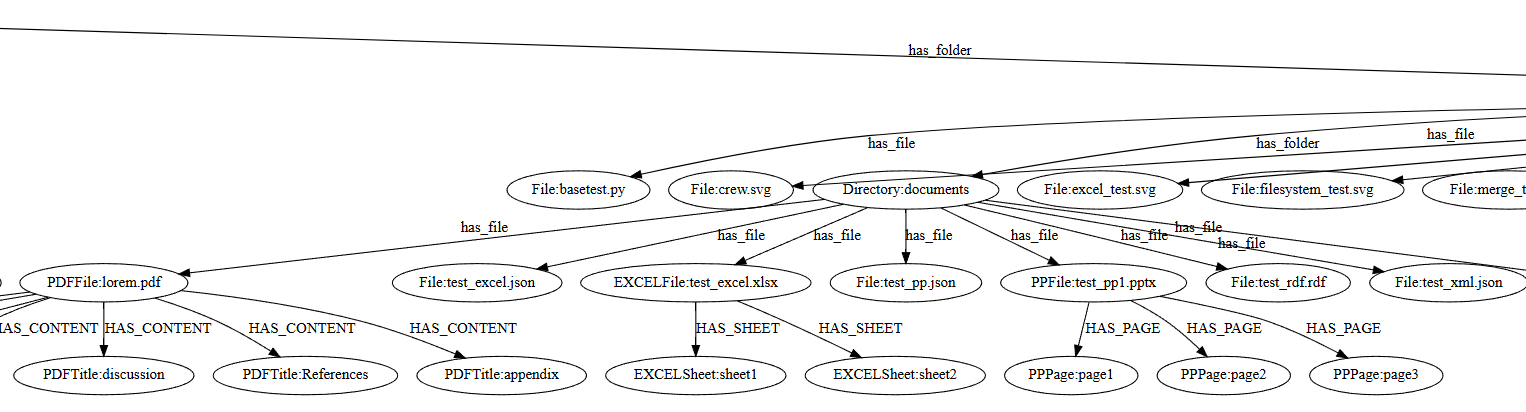 has_folder
has_file
has_folder
has_file
File:basetest.py
File:crew.svg
Directory:documents
File:excel_test.svg
File:filesystem_test.svg
File:merge_t
has_file
has_file
has_file
has_file
has_file
has_file
has_file
has_file
PDFFile:lorem.pdf
File:test_excel.json
EXCELFile:test_excel.xlsx
File:test_pp.json
PPFile:test_pp1.pptx
File:test_rdf.rdf
File:test_xml.json
HAS_CONTENT
HAS_CONTENT
HAS_CONTENT
HAS_CONTENT
HAS_SHEET
HAS_SHEET
HAS_PAGE
HAS_PAGE
HAS_PAGE
PDFTitle:discussion
PDFTitle:References
PDFTitle:appendix
EXCELSheet:sheet1
EXCELSheet:sheet2
PPPage:page1
PPPage:page2
PPPage:page3